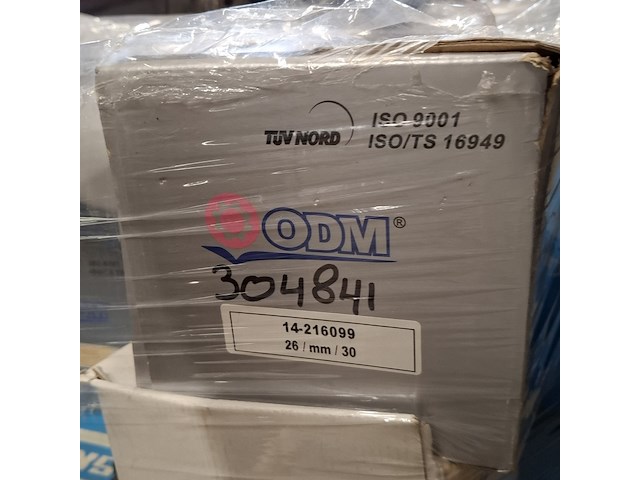 TÜV NORD
ISO 9001
ISO/TS 16949
ODM®
304841
14-216099
26 / mm / 30